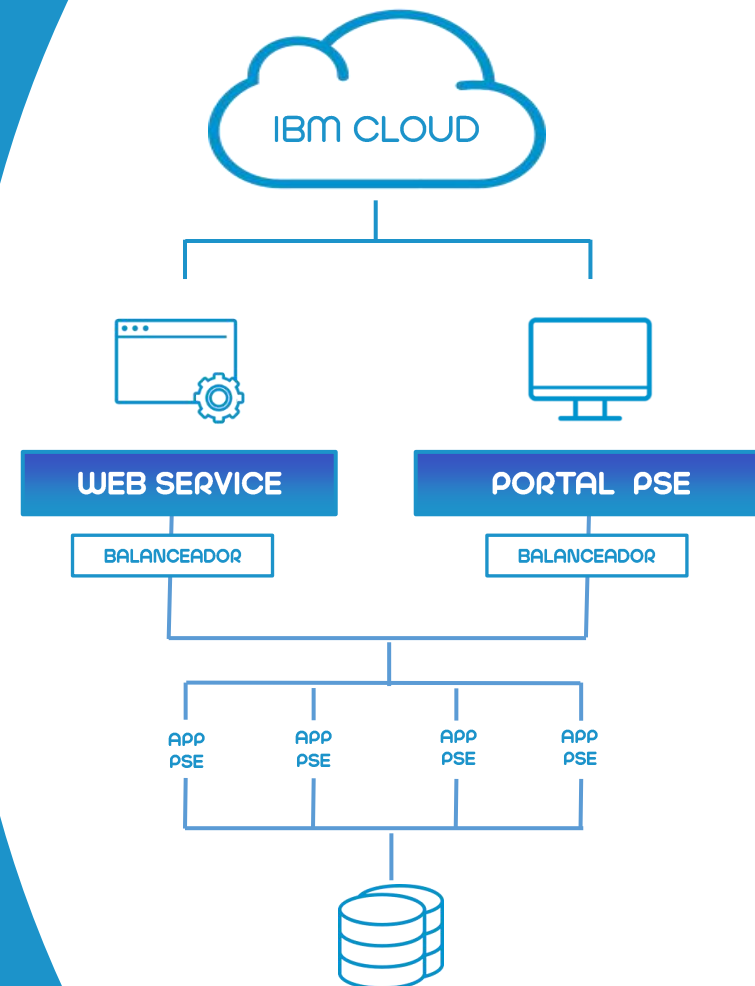 IBM CLOUD
WEB SERVICE
PORTAL PSE
BALANCEADOR
BALANCEADOR
APP
PSE
APP
PSE
APP
PSE
APP
PSE